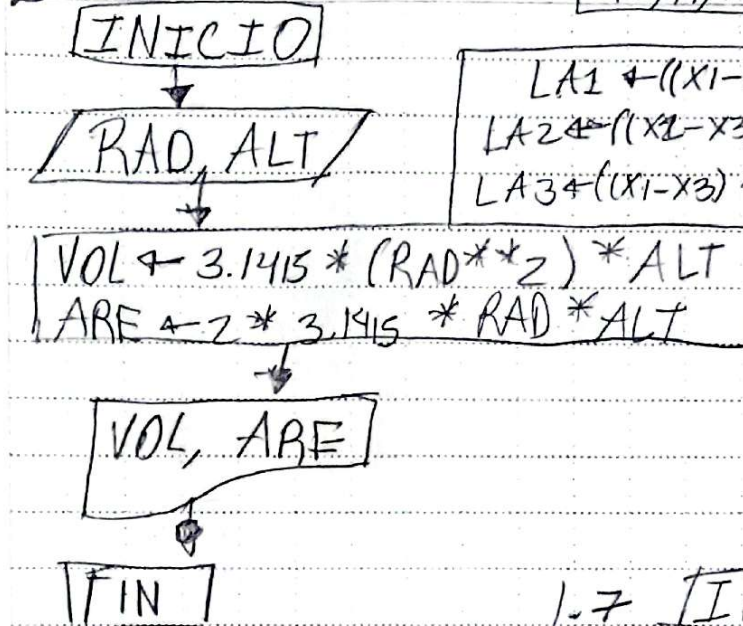 INICIO
RAD, ALT
VOL ← 3.1415 * (RAD**2) * ALT
ARE ← 2 * 3.1415 * RAD * ALT
VOL, ARE
FIN
LA1 ←((X1-
LA2←((X2-X3
LA3←((X1-X3)
1.7 I